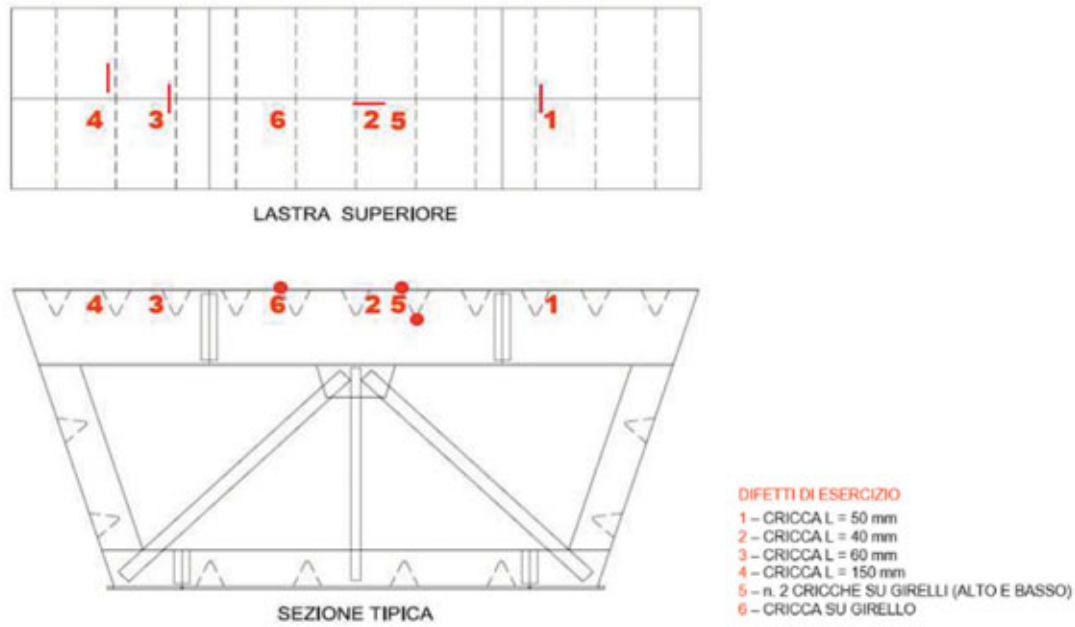 4 3 6 2 5 1
LASTRA SUPERIORE
4 3 6 2 5 1
SEZIONE TIPICA
DIFETTI DI ESERCIZIO
1 – CRICCA L = 50 mm
2 – CRICCA L = 40 mm
3 – CRICCA L = 60 mm
4 – CRICCA L = 150 mm
5 – n. 2 CRICCHE SU GIRELLI (ALTO E BASSO)
6 – CRICCA SU GIRELLO